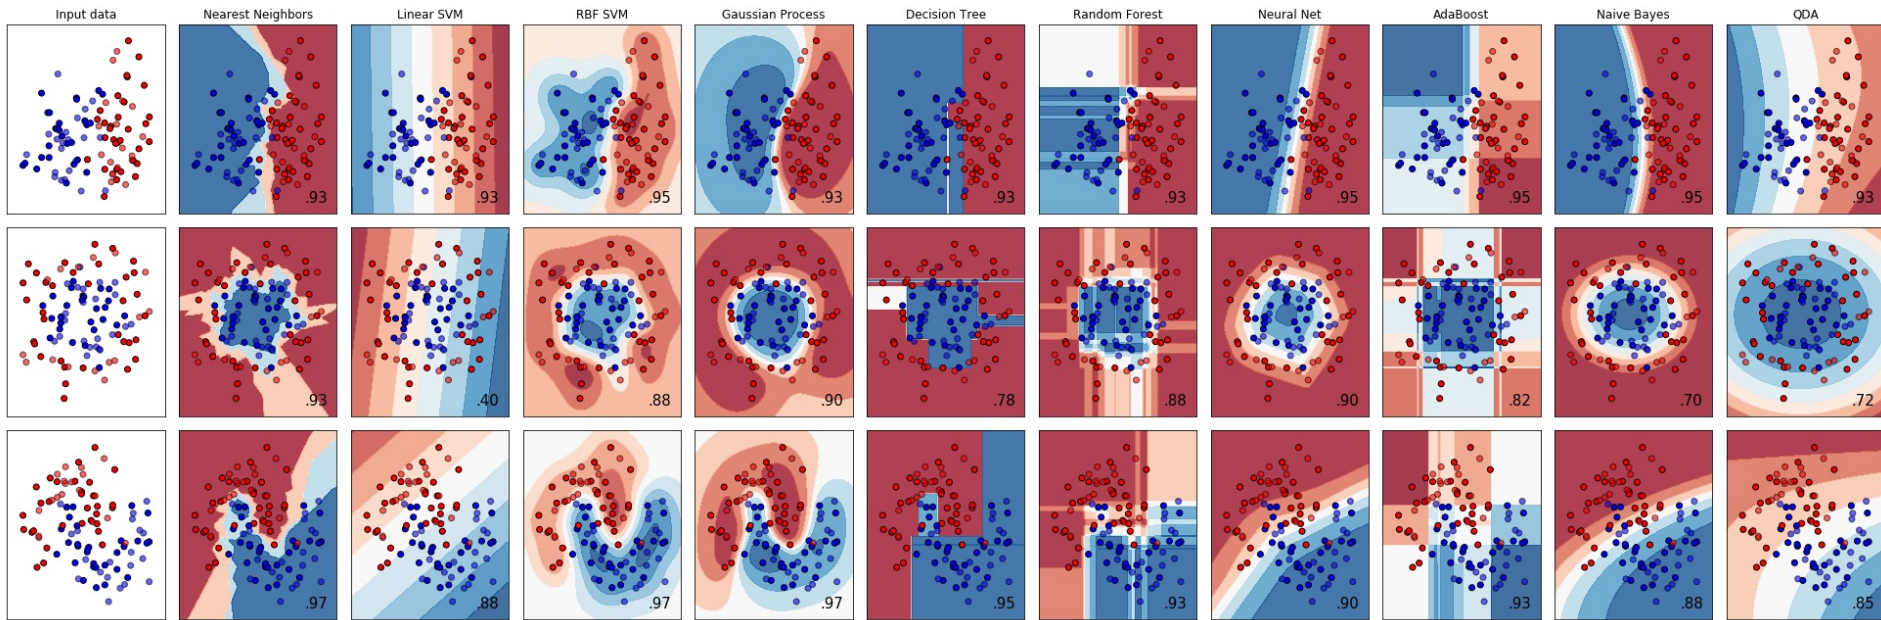 Input data Nearest Neighbors Linear SVM RBF SVM Gaussian Process Decision Tree Random Forest Neural Net AdaBoost Naive Bayes QDA
.93 .93 .95 .93 .93 .93 .95 .95 .95 .93
.93 .40 .88 .90 .78 .88 .90 .82 .70 .72
.97 .88 .97 .97 .95 .93 .90 .93 .88 .85